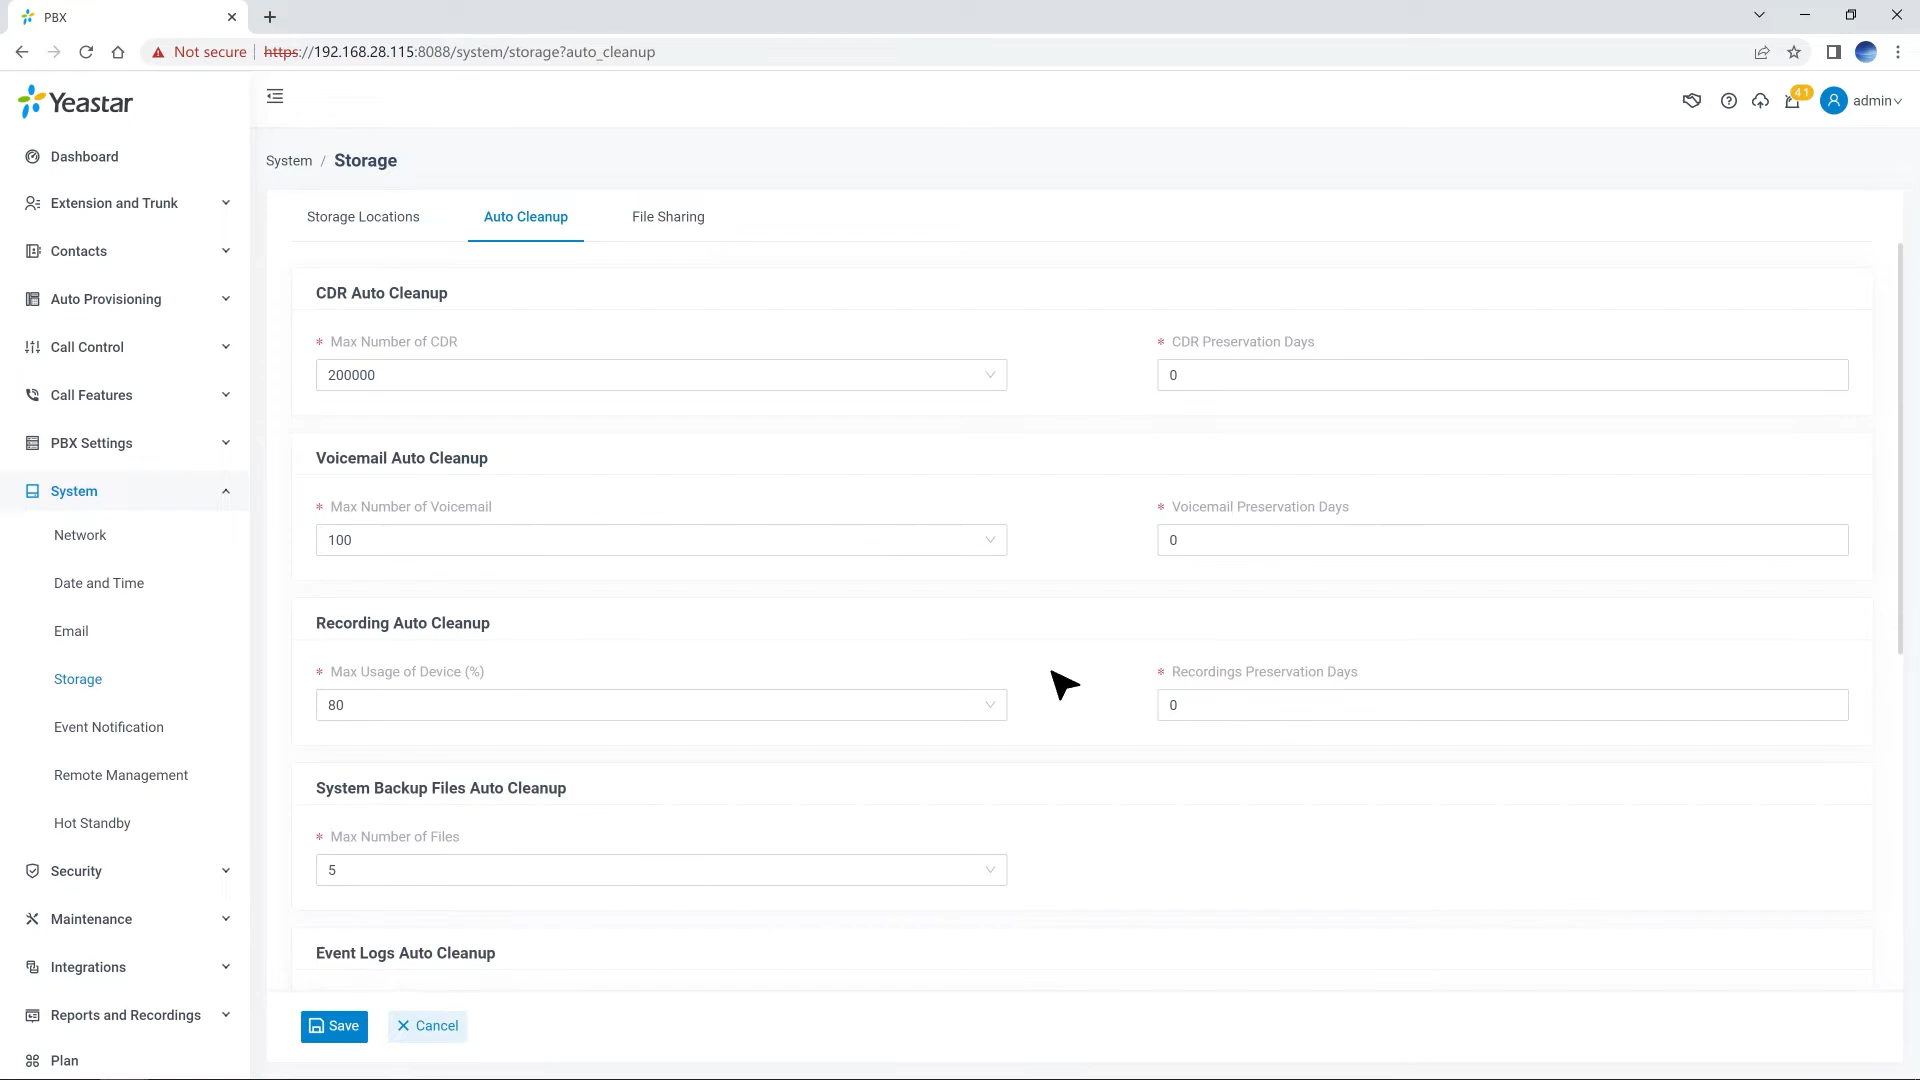 PBX
Not secure | https://192.168.28.115:8088/system/storage?auto_cleanup
Yeastar
41
admin
Dashboard
Extension and Trunk
Contacts
Auto Provisioning
Call Control
Call Features
PBX Settings
System
Network
Date and Time
Email
Storage
Event Notification
Remote Management
Hot Standby
Security
Maintenance
Integrations
Reports and Recordings
Plan
System / Storage
Storage Locations
Auto Cleanup
File Sharing
CDR Auto Cleanup
* Max Number of CDR
200000
* CDR Preservation Days
0
Voicemail Auto Cleanup
* Max Number of Voicemail
100
* Voicemail Preservation Days
0
Recording Auto Cleanup
* Max Usage of Device (%)
80
* Recordings Preservation Days
0
System Backup Files Auto Cleanup
* Max Number of Files
5
Event Logs Auto Cleanup
Save
Cancel